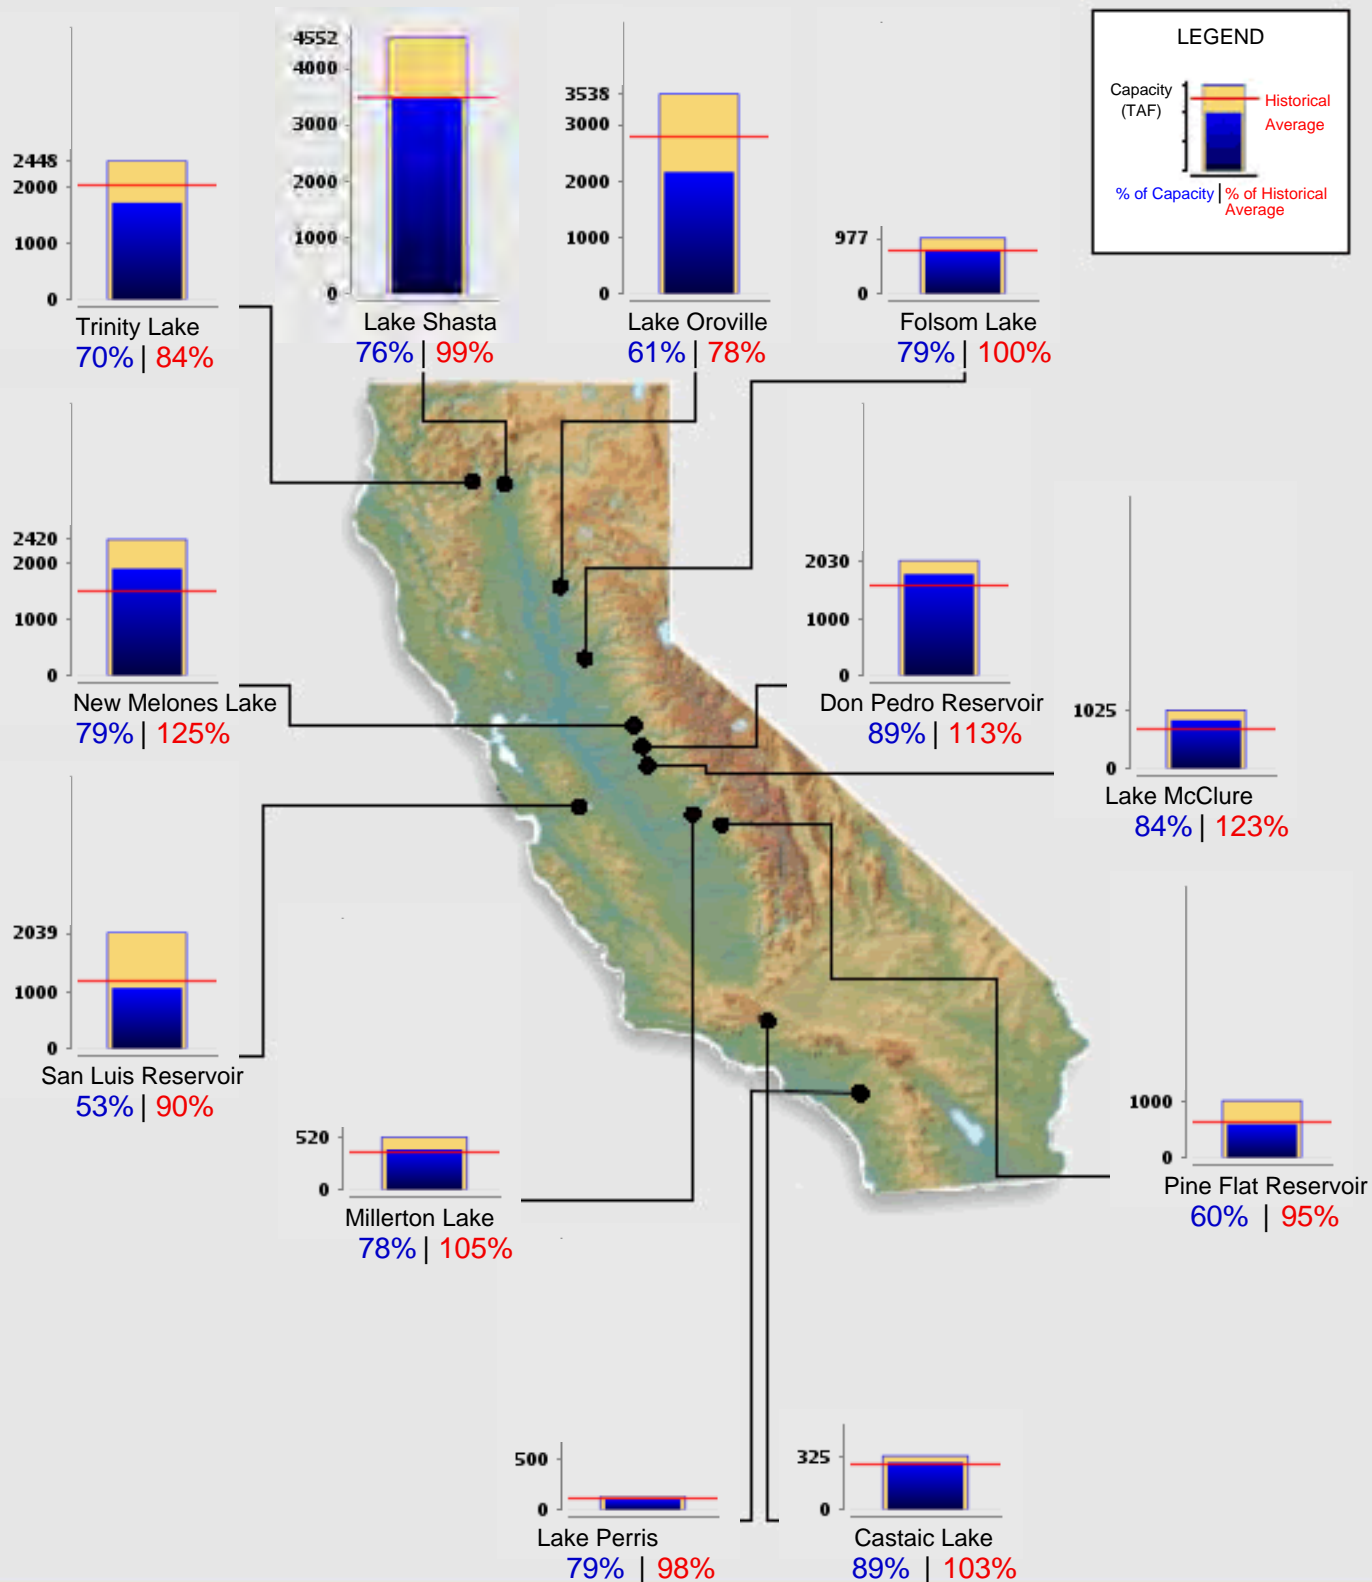 LEGEND
Capacity
(TAF)
Historical
Average
% of Capacity | % of Historical
Average
2448
2000
1000
0
Trinity Lake
70% | 84%
4552
4000
3000
2000
1000
0
Lake Shasta
76% | 99%
3538
3000
2000
1000
0
Lake Oroville
61% | 78%
977
0
Folsom Lake
79% | 100%
2420
2000
1000
0
New Melones Lake
79% | 125%
2030
1000
0
Don Pedro Reservoir
89% | 113%
1025
0
Lake McClure
84% | 123%
2039
1000
0
San Luis Reservoir
53% | 90%
520
0
Millerton Lake
78% | 105%
1000
0
Pine Flat Reservoir
60% | 95%
500
0
Lake Perris
79% | 98%
325
0
Castaic Lake
89% | 103%